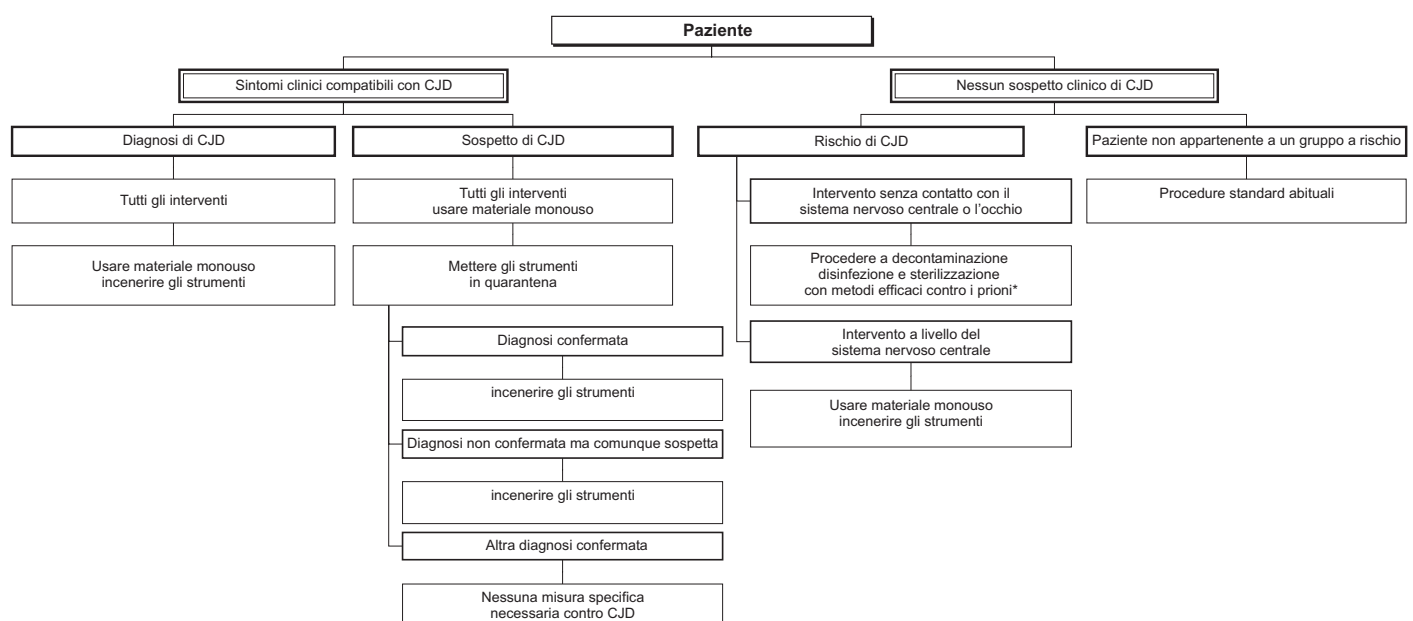 Paziente
Sintomi clinici compatibili con CJD
Nessun sospetto clinico di CJD
Diagnosi di CJD
Sospetto di CJD
Rischio di CJD
Paziente non appartenente a un gruppo a rischio
Tutti gli interventi
Tutti gli interventi
usare materiale monouso
Intervento senza contatto con il
sistema nervoso centrale o l'occhio
Procedure standard abituali
Usare materiale monouso
incenerire gli strumenti
Mettere gli strumenti
in quarantena
Procedere a decontaminazione
disinfezione e sterilizzazione
con metodi efficaci contro i prioni*
Diagnosi confermata
Intervento a livello del
sistema nervoso centrale
incenerire gli strumenti
Usare materiale monouso
incenerire gli strumenti
Diagnosi non confermata ma comunque sospetta
incenerire gli strumenti
Altra diagnosi confermata
Nessuna misura specifica
necessaria contro CJD